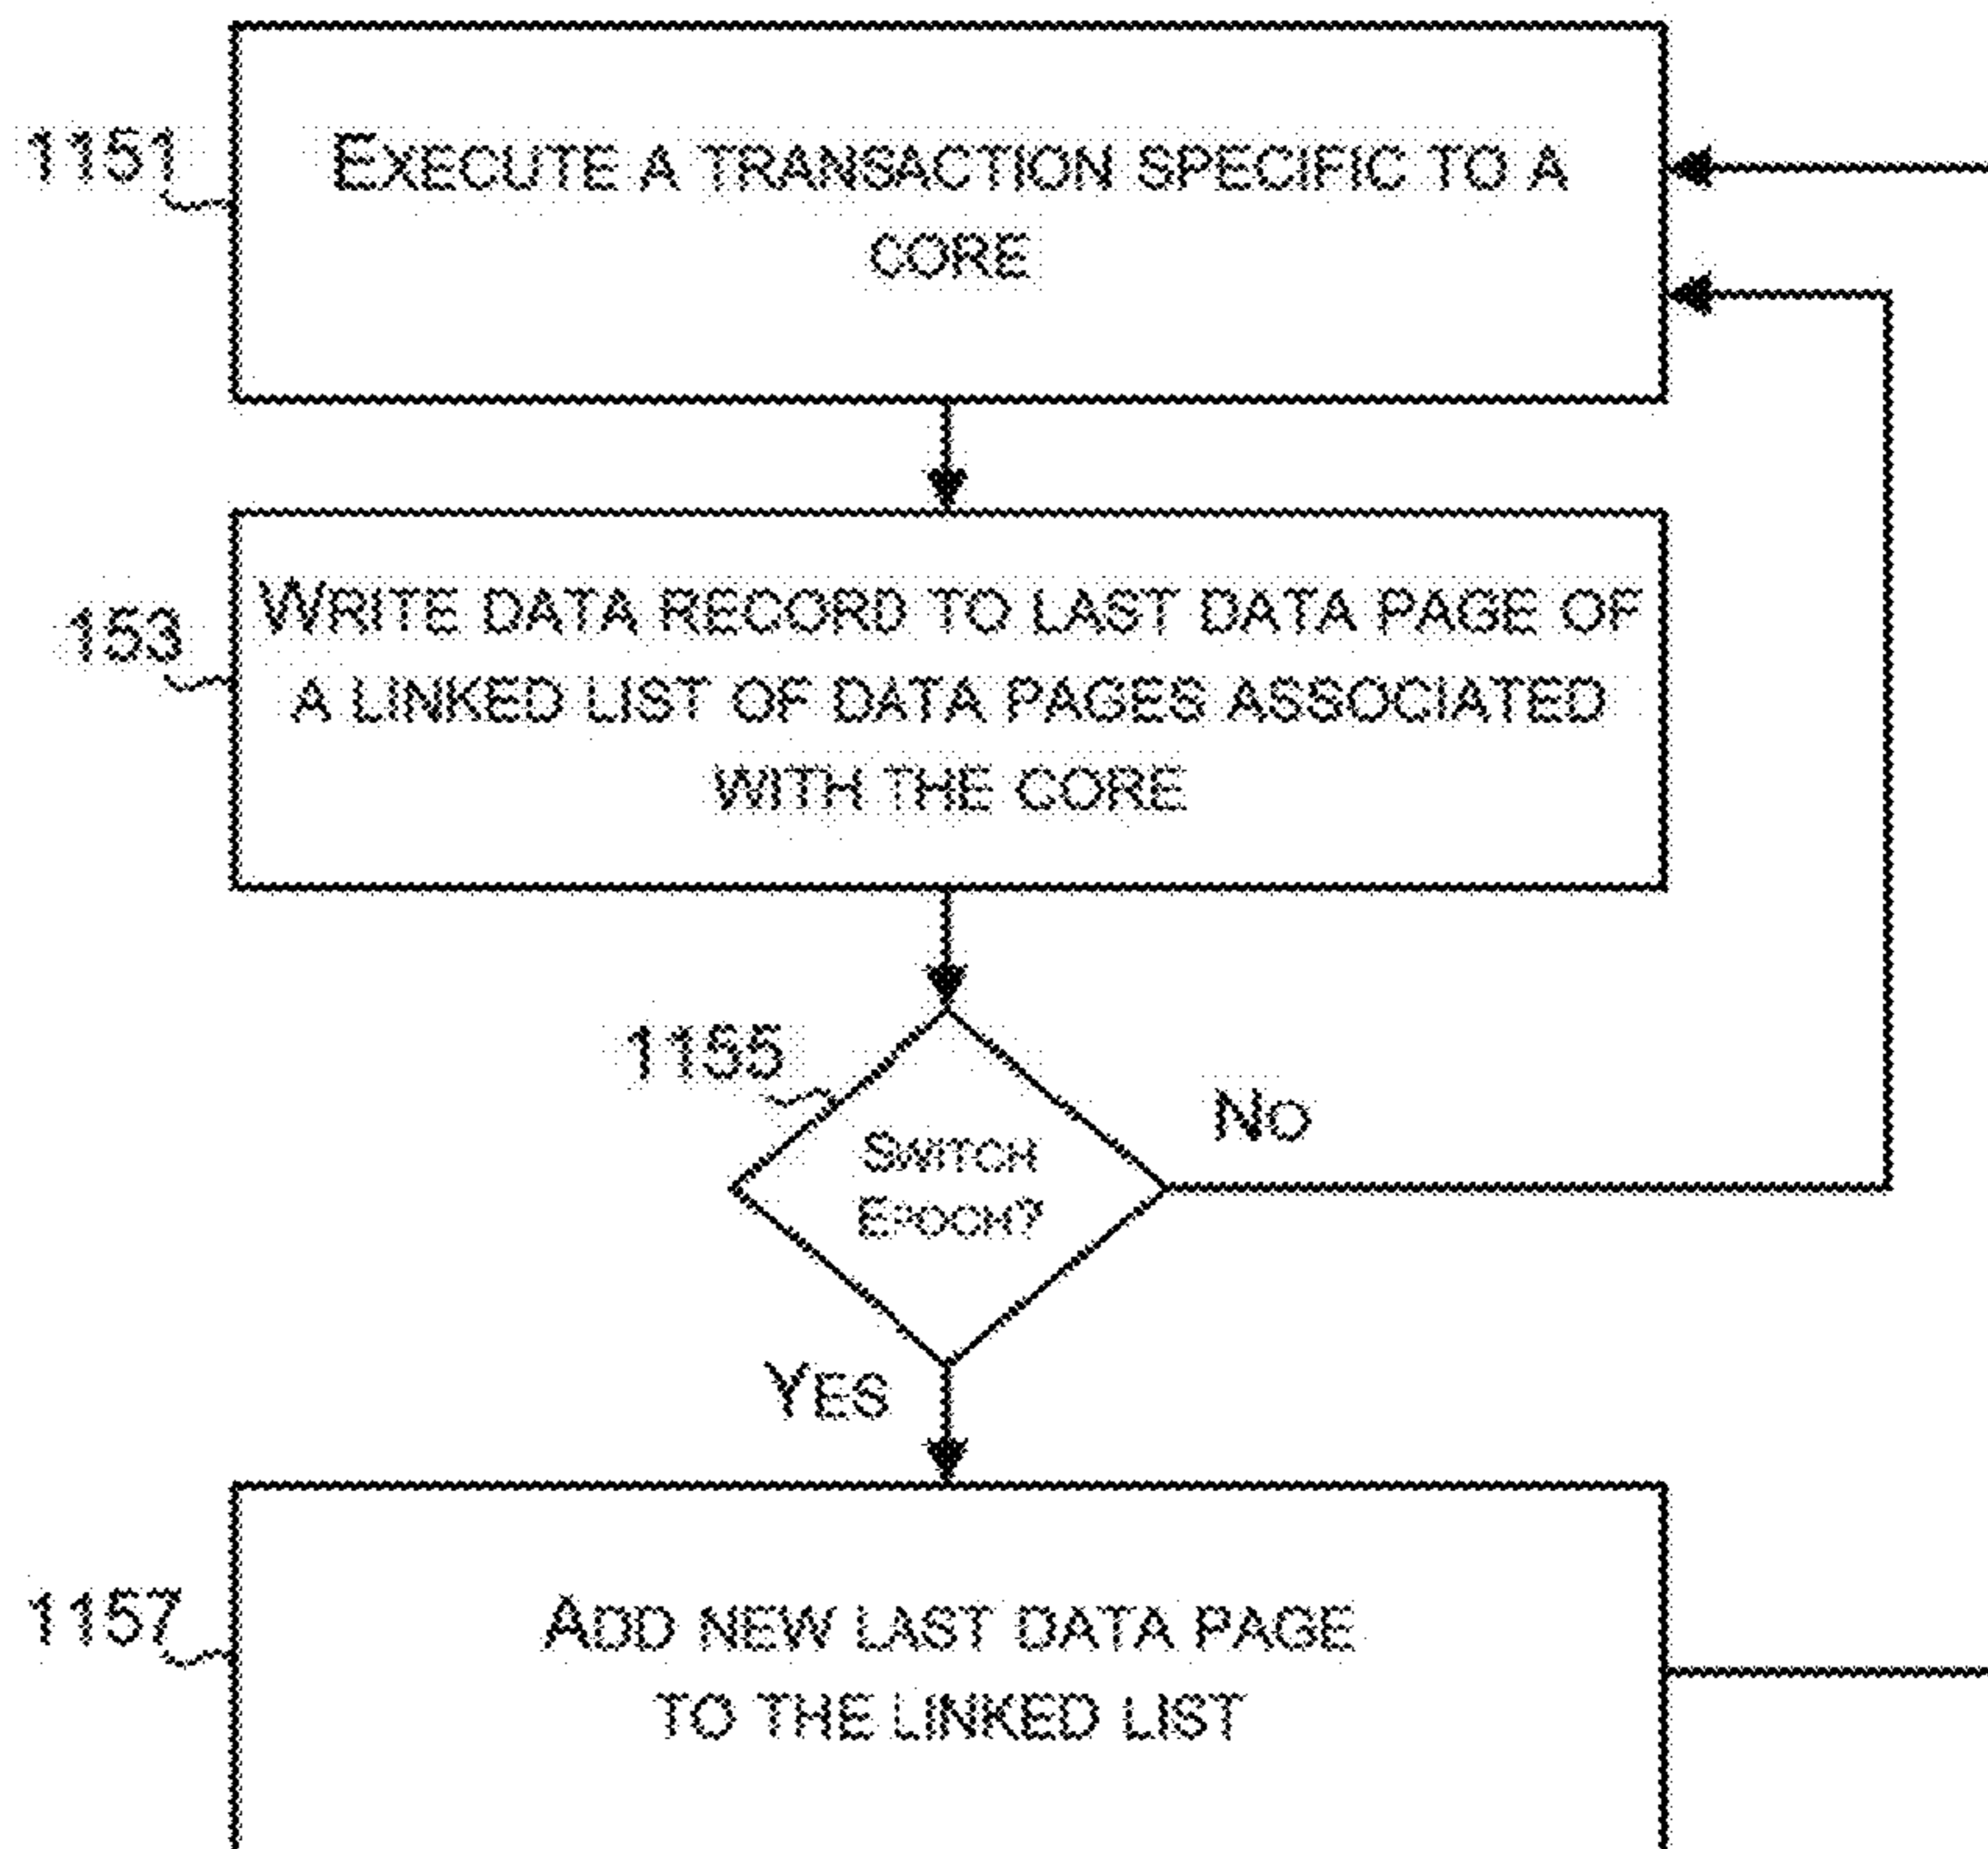 1151
EXECUTE A TRANSACTION SPECIFIC TO A
CORE
153
WRITE DATA RECORD TO LAST DATA PAGE OF
A LINKED LIST OF DATA PAGES ASSOCIATED
WITH THE CORE
1155
SWITCH
EPOCH?
NO
YES
1157
ADD NEW LAST DATA PAGE
TO THE LINKED LIST